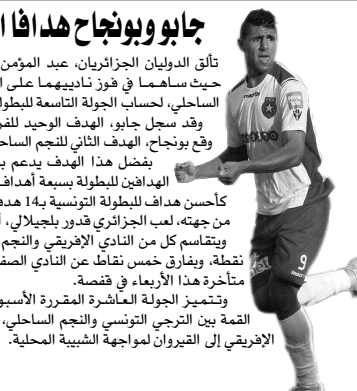 جابو وبونجاح هدافا ا
تألق الدوليان الجزائريان، عبد المؤمن
حيث ساهما في فوز نادييهما على ا
الساحلي، لحساب الجولة التاسعة للبطول
وقد سجل جابو، الهدف الوحيد للفر
وقع بونجاح، الهدف الثاني للنجم الساح
بفضل هذا الهدف يدعم ب
الهدافين للبطولة بسبعة أهداف
كأحسن هداف للبطولة التونسية بـ14 هدف
من جهته، لعب الجزائري قدور بلجيلالي، أ
ويتقاسم كل من النادي الإفريقي والنجم
نقطة، وبفارق خمس نقاط عن النادي الصف
متأخرة هذا الأربعاء في قفصة.
وتتميز الجولة العاشرة المقررة الأسبو
القمة بين الترجي التونسي والنجم الساحلي،
الإفريقي إلى القيروان لمواجهة الشبيبة المحلية.
9